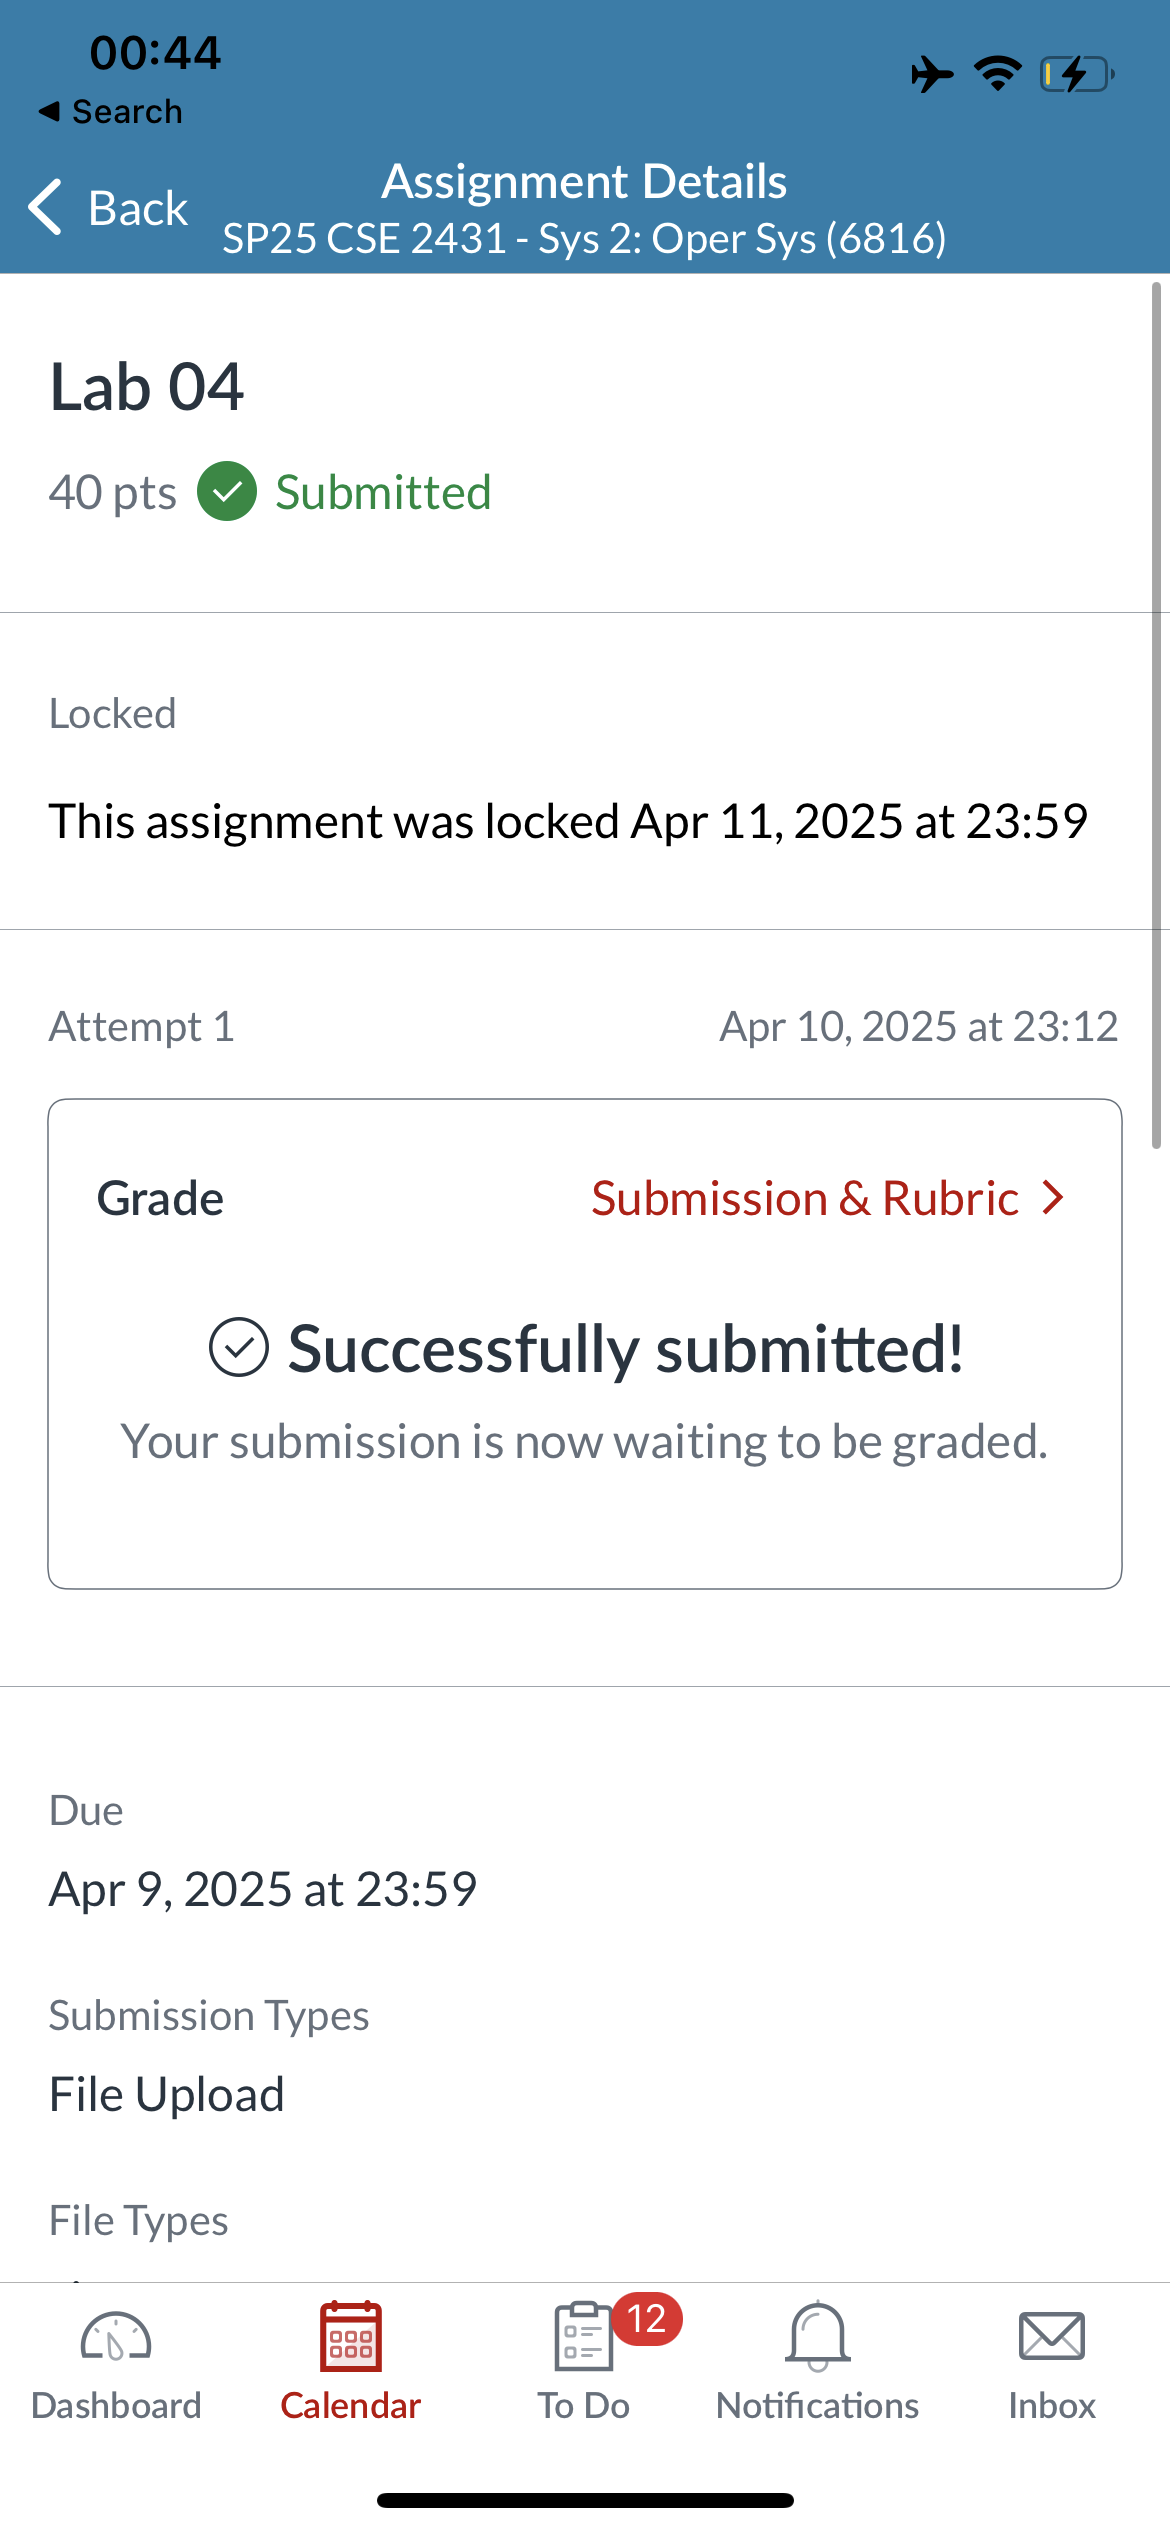 00:44
◀ Search
Back
Assignment Details
SP25 CSE 2431 - Sys 2: Oper Sys (6816)
Lab 04
40 pts Submitted
Locked
This assignment was locked Apr 11, 2025 at 23:59
Attempt 1 Apr 10, 2025 at 23:12
Grade Submission & Rubric
Successfully submitted!
Your submission is now waiting to be graded.
Due
Apr 9, 2025 at 23:59
Submission Types
File Upload
File Types
12
Dashboard Calendar To Do Notifications Inbox